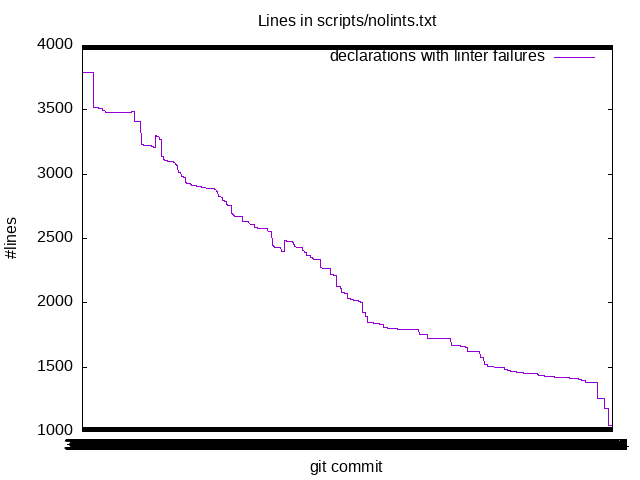 Lines in scripts/nolints.txt
4000
declarations with linter failures
3500
3000
2500
#lines
2000
1500
1000
git commit